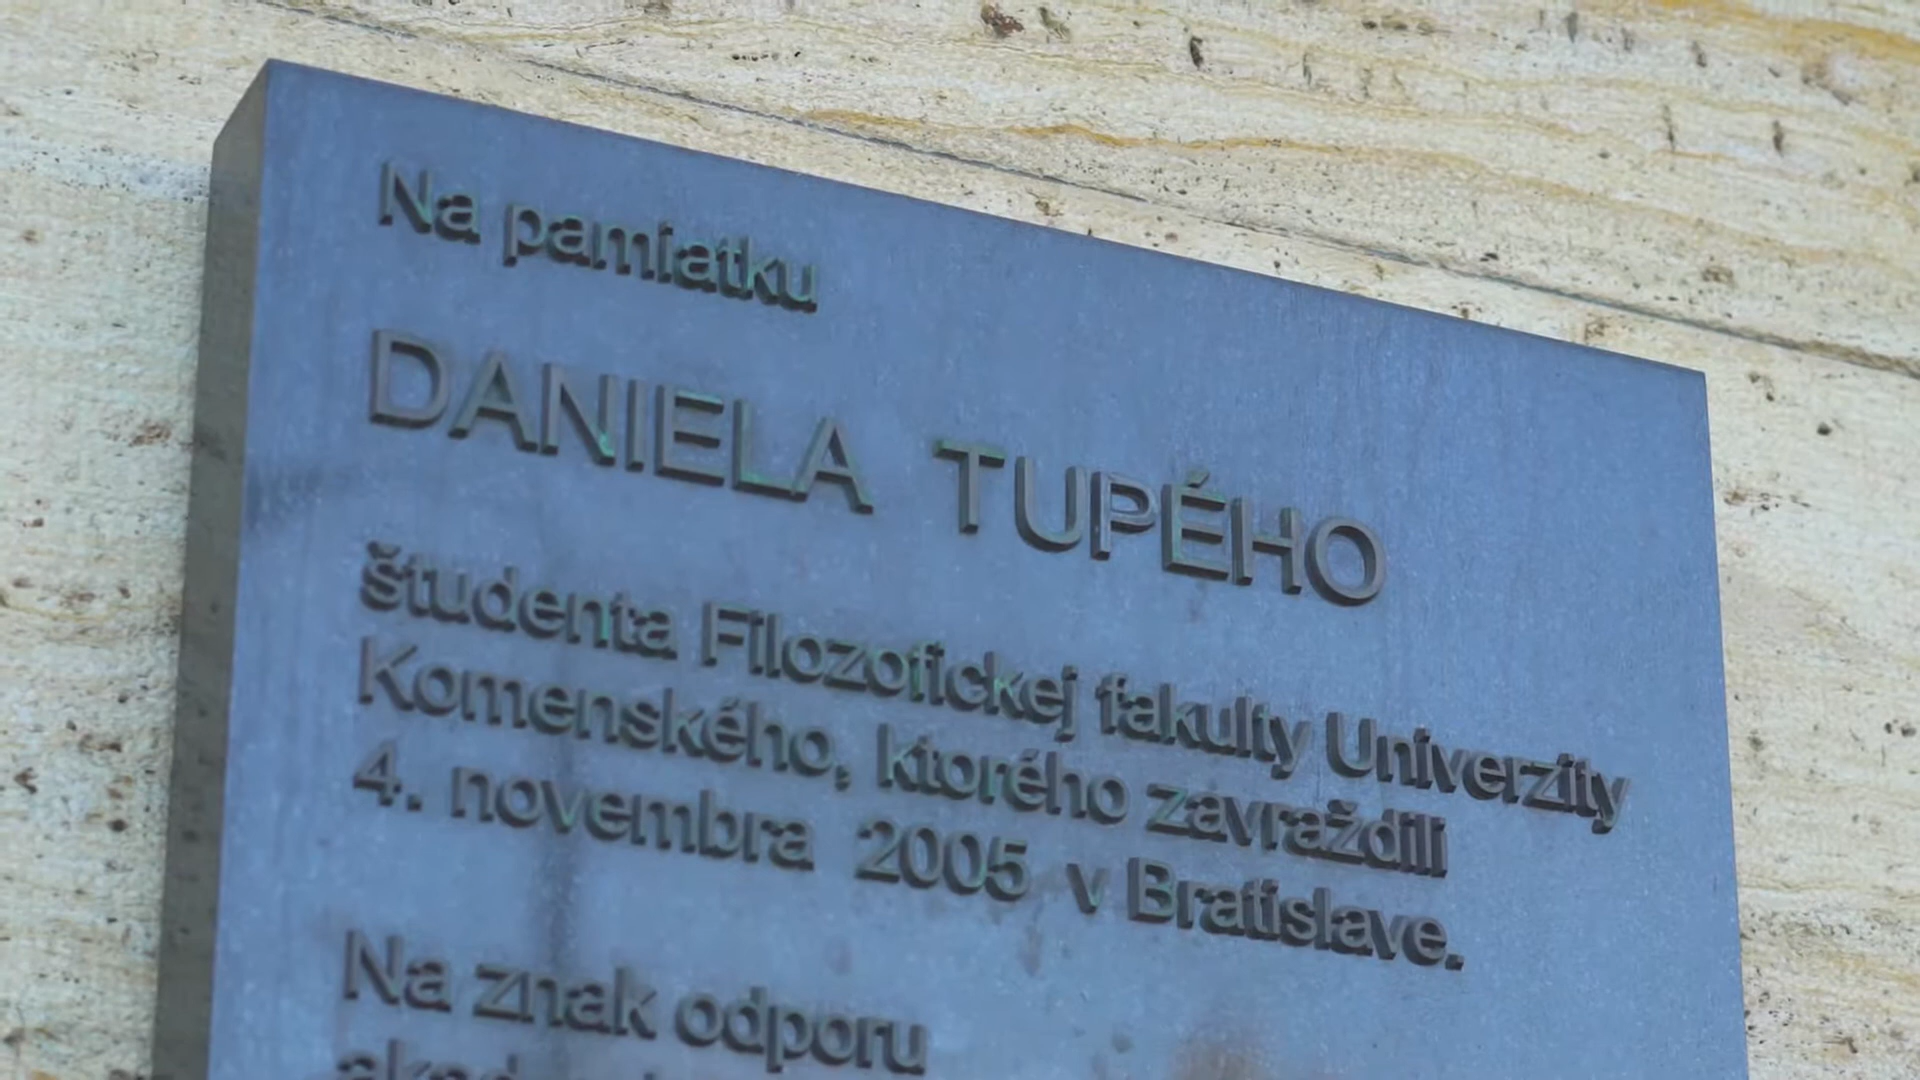 Na pamiatku
DANIELA TUPÉHO
študenta Filozofickej fakulty Univerzity
Komenského, ktorého zavraždili
4. novembra 2005 v Bratislave.
Na znak odporu